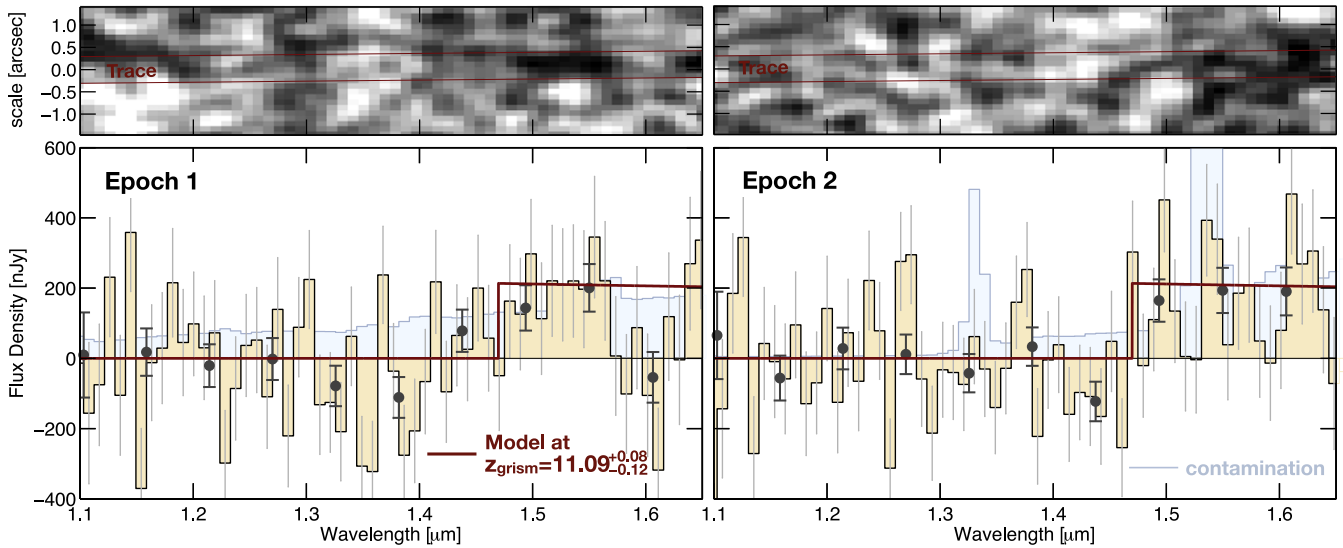 scale [arcsec]
1.0
0.5
0.0
−0.5
−1.0
Trace
Trace
Flux Density [nJy]
600
400
200
0
−200
−400
Epoch 1
Model at
z_grism=11.09 +0.08 −0.12
1.1 1.2 1.3 1.4 1.5 1.6
Wavelength [μm]
Epoch 2
contamination
1.1 1.2 1.3 1.4 1.5 1.6
Wavelength [μm]